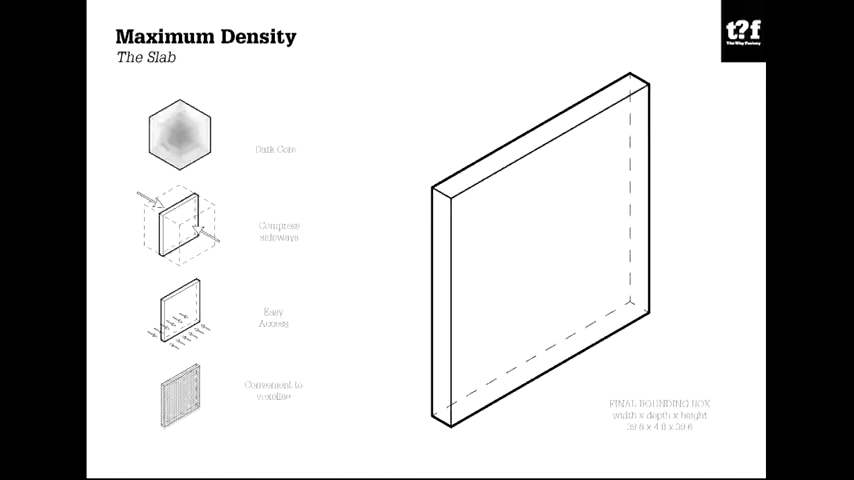 Maximum Density
The Slab
t?f
The Why Factory
Dark Core
Compress
sideways
Easy
Access
Convenient to
voxelise
FINAL BOUNDING BOX
width x depth x height